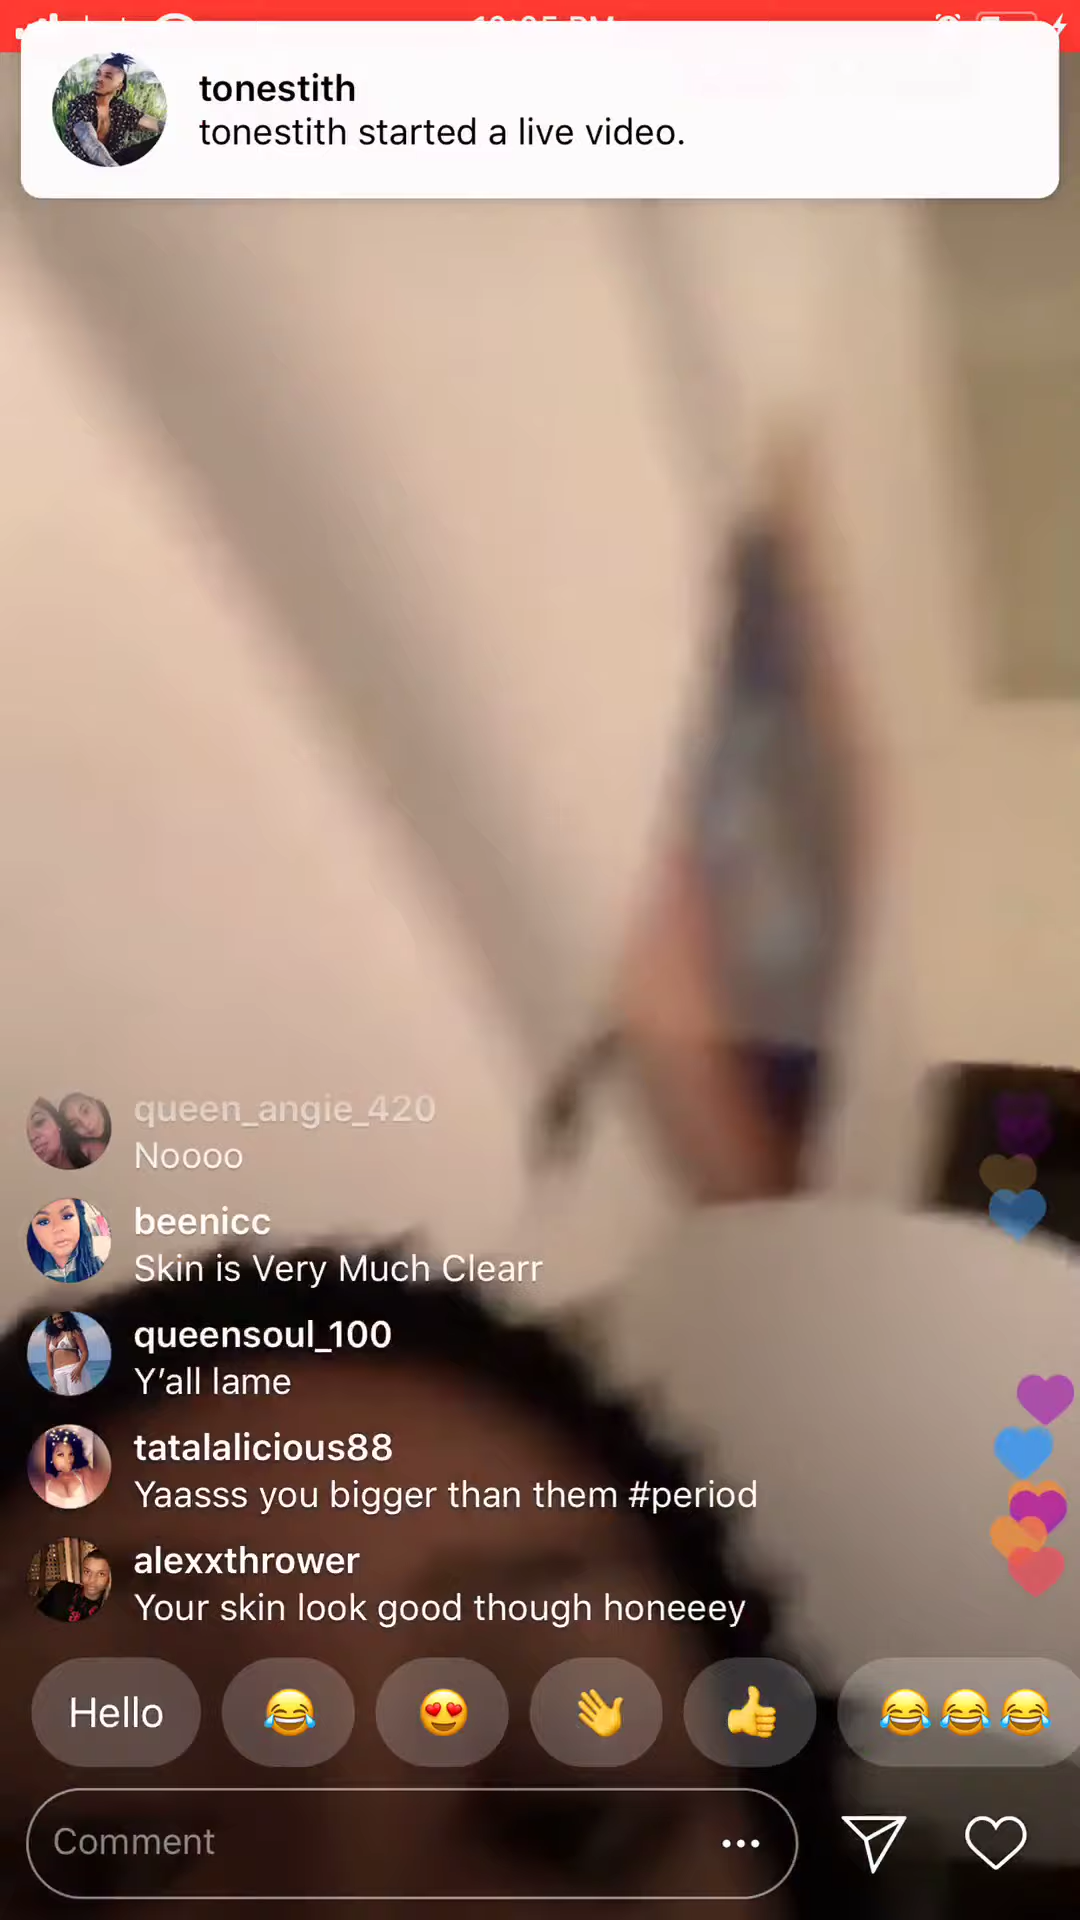 tonestith
tonestith started a live video.
queen_angie_420
Noooo
beenicc
Skin is Very Much Clearr
queensoul_100
Y'all lame
tatalalicious88
Yaasss you bigger than them #period
alexxthrower
Your skin look good though honeeey
Hello
Comment